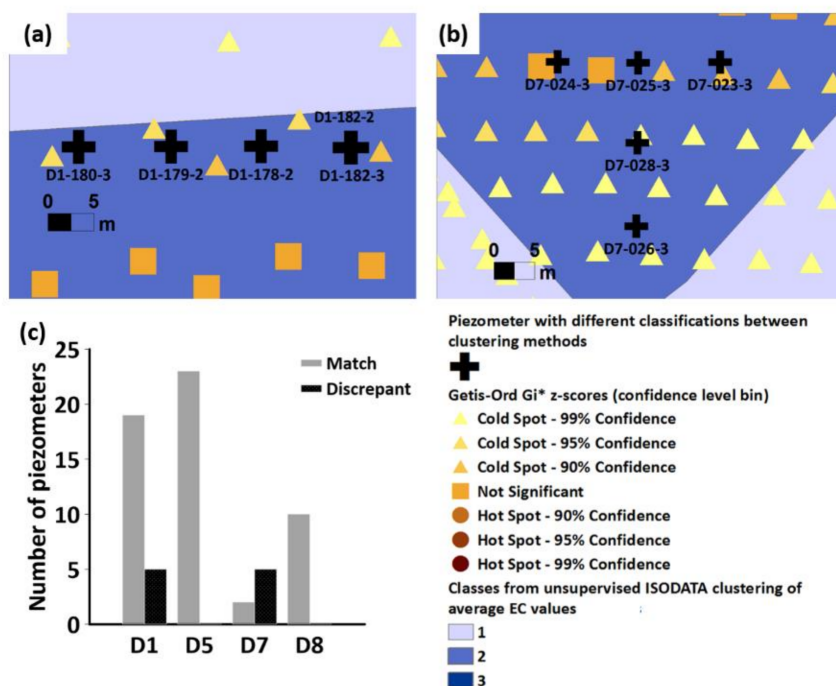 (a)
D1-182-2
D1-180-3 D1-179-2 D1-178-2 D1-182-3
0 5
m
(b)
D7-024-3 D7-025-3 D7-023-3
D7-028-3
D7-026-3
0 5
m
(c)
25
20
15
10
5
0
Number of piezometers
Match
Discrepant
D1 D5 D7 D8
Piezometer with different classifications between
clustering methods
Getis-Ord Gi* z-scores (confidence level bin)
Cold Spot - 99% Confidence
Cold Spot - 95% Confidence
Cold Spot - 90% Confidence
Not Significant
Hot Spot - 90% Confidence
Hot Spot - 95% Confidence
Hot Spot - 99% Confidence
Classes from unsupervised ISODATA clustering of
average EC values
1
2
3